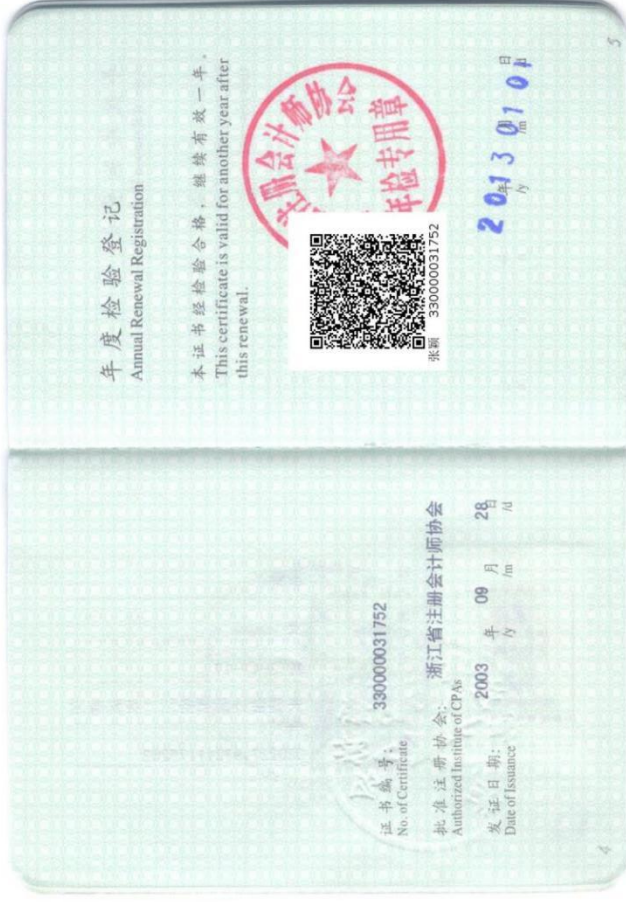 证书编号：
No. of Certificate
330000031752
批准注册协会：
Authorized Institute of CPAs
浙江省注册会计师协会
发证日期：
Date of Issuance
2003 年 09 月 28 日
/y /m /d
4
年度检验登记
Annual Renewal Registration
本证书经检验合格，继续有效一年。
This certificate is valid for another year after
this renewal.
注册会计师协会
年检专用章
张颖 330000031752
2013 年 01 月 01 日
/y /m /d
5